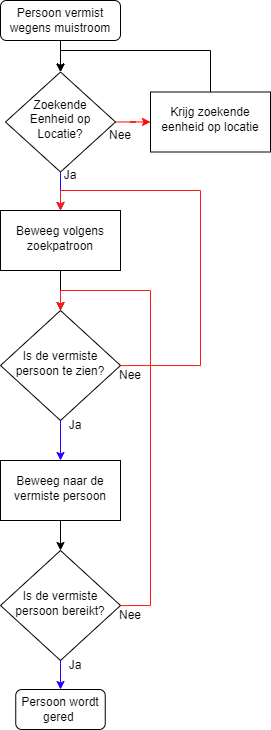 Persoon vermist
wegens muistroom
Zoekende
Eenheid op
Locatie?
Nee
Krijg zoekende
eenheid op locatie
Ja
Beweeg volgens
zoekpatroon
Is de vermiste
persoon te zien?
Nee
Ja
Beweeg naar de
vermiste persoon
Is de vermiste
persoon bereikt?
Nee
Ja
Persoon wordt
gered